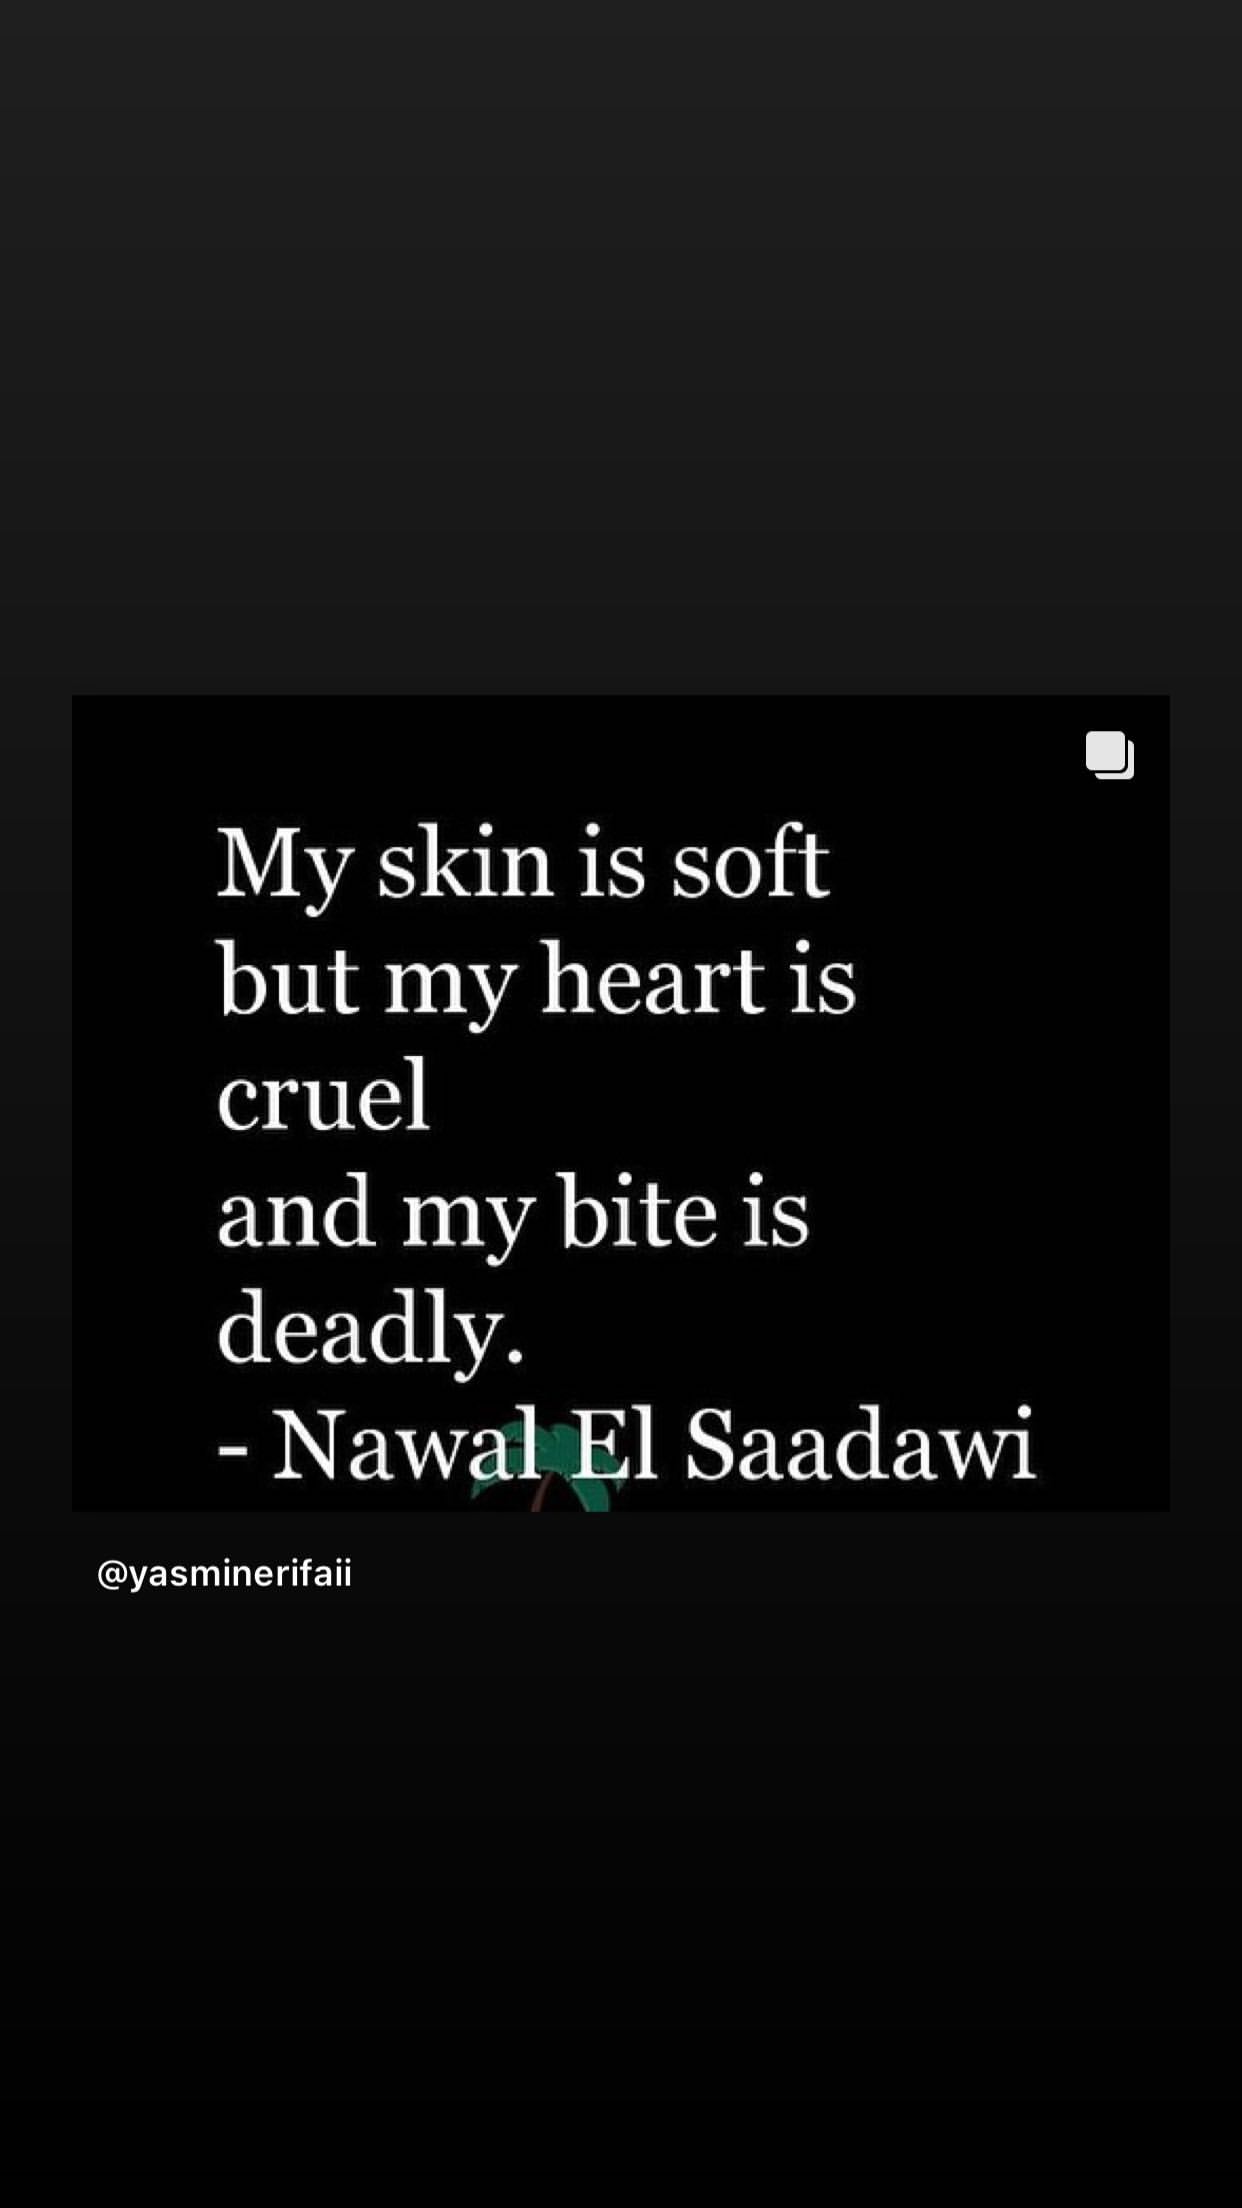 My skin is soft
but my heart is
cruel
and my bite is
deadly.
- Nawal El Saadawi
@yasminerifaii